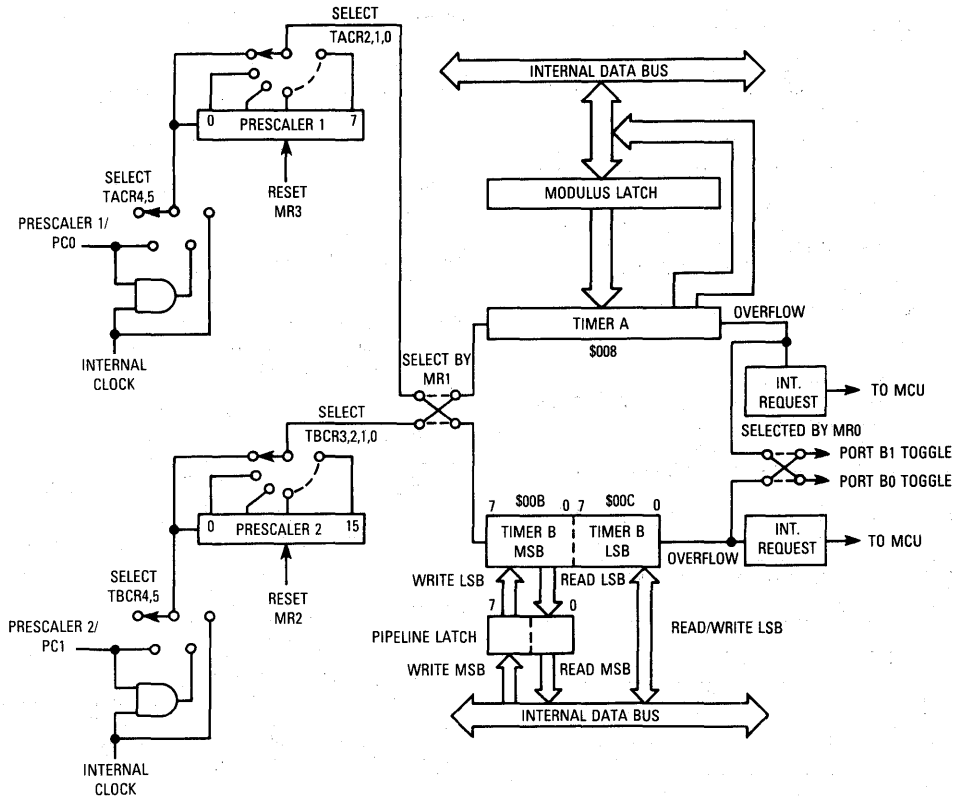 SELECT
TACR2,1,0
INTERNAL DATA BUS
0 PRESCALER 1 7
RESET
MR3
SELECT
TACR4,5
PRESCALER 1/
PC0
INTERNAL
CLOCK
MODULUS LATCH
TIMER A
$008
OVERFLOW
INT.
REQUEST
TO MCU
SELECT BY
MR1
SELECTED BY MR0
PORT B1 TOGGLE
PORT B0 TOGGLE
SELECT
TBCR3,2,1,0
0 PRESCALER 2 15
RESET
MR2
SELECT
TBCR4,5
PRESCALER 2/
PC1
INTERNAL
CLOCK
7 $00B 0 7 $00C 0
TIMER B
MSB
TIMER B
LSB
OVERFLOW
INT.
REQUEST
TO MCU
WRITE LSB
READ LSB
7 0
PIPELINE LATCH
READ/WRITE LSB
WRITE MSB
READ MSB
INTERNAL DATA BUS